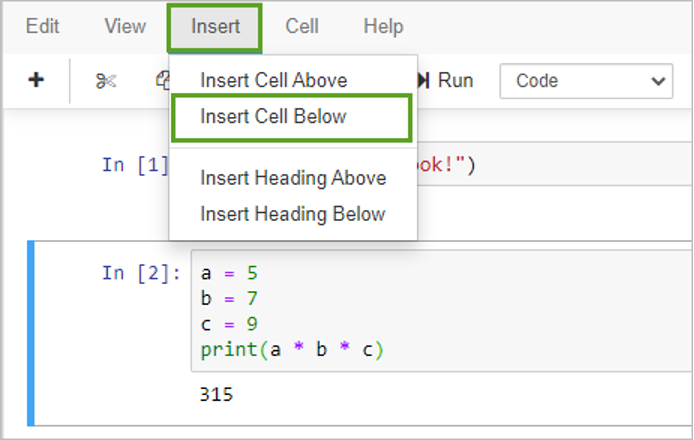 Edit View Insert Cell Help
Insert Cell Above
Run Code
Insert Cell Below
In [1] ok!")
Insert Heading Above
Insert Heading Below
In [2]: a = 5
b = 7
c = 9
print(a * b * c)
315